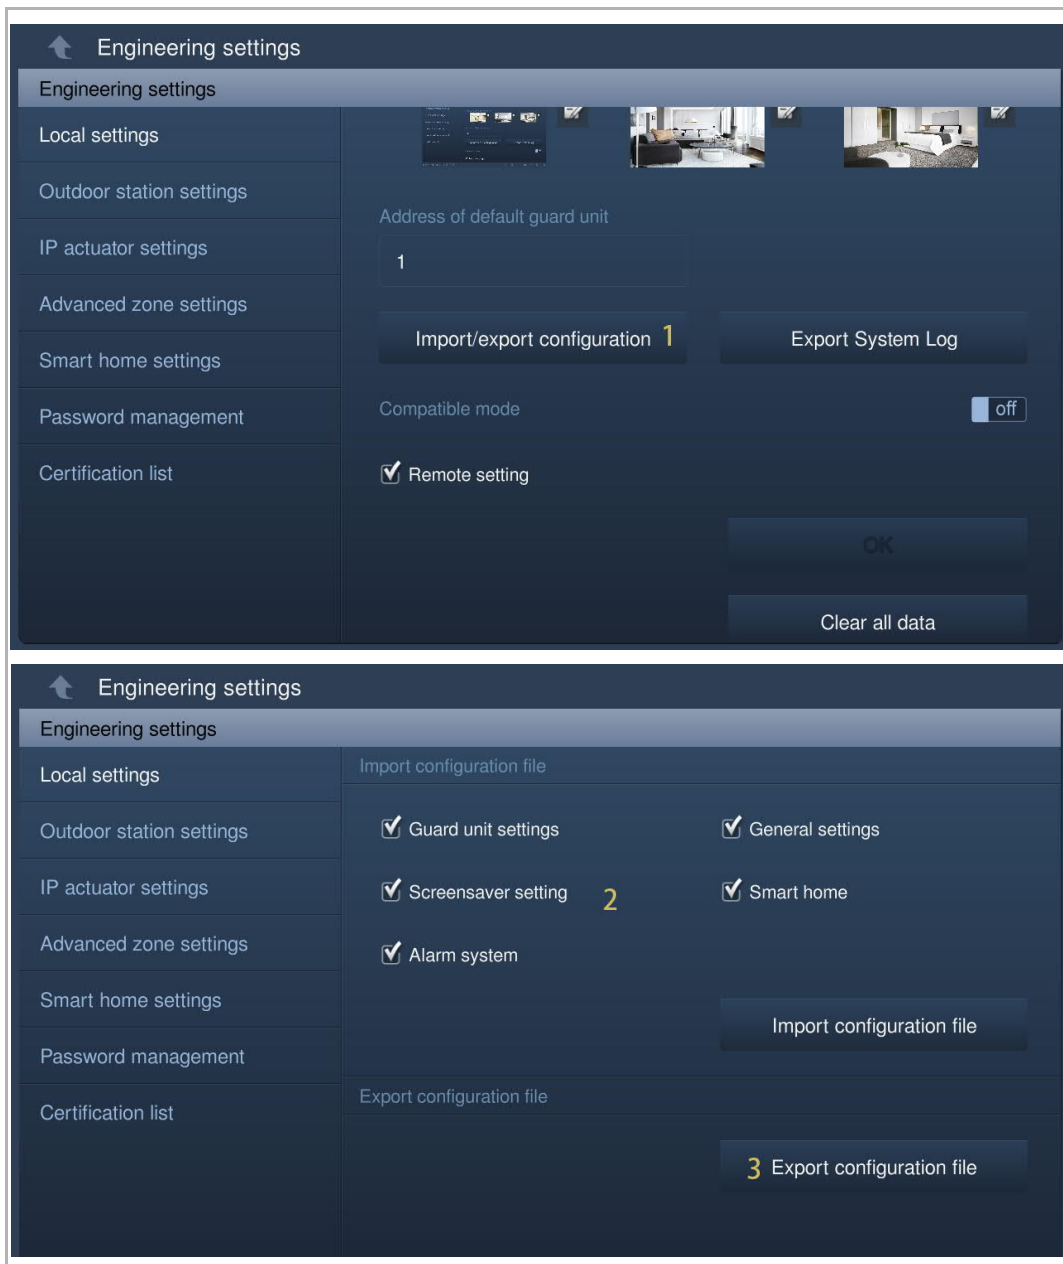 Engineering settings
Engineering settings
Local settings
Outdoor station settings
IP actuator settings
Advanced zone settings
Smart home settings
Password management
Certification list
Address of default guard unit
1
Import/export configuration 1
Export System Log
Compatible mode
off
Remote setting
OK
Clear all data
Engineering settings
Engineering settings
Local settings
Outdoor station settings
IP actuator settings
Advanced zone settings
Smart home settings
Password management
Certification list
Import configuration file
Guard unit settings
General settings
Screensaver setting 2
Smart home
Alarm system
Import configuration file
Export configuration file
3 Export configuration file